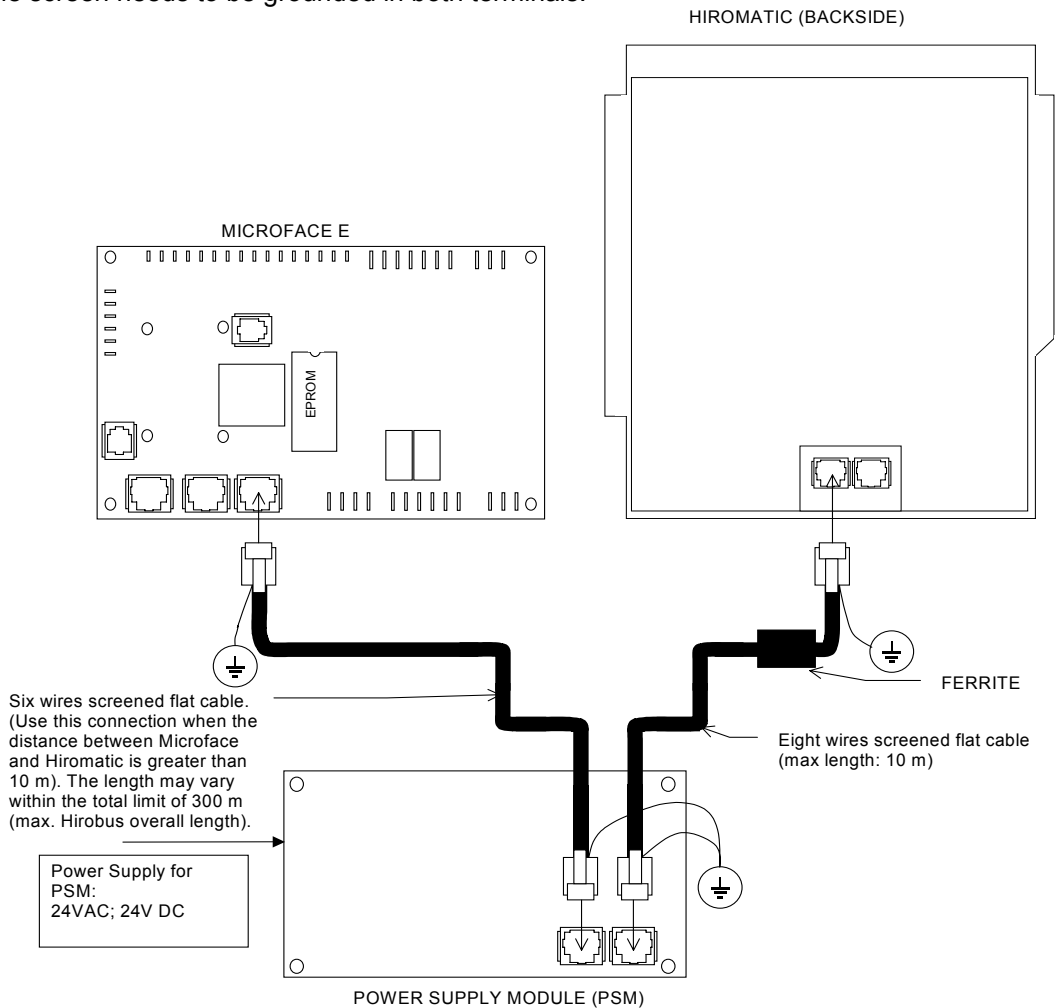 he screen needs to be grounded in both terminals.
HIROMATIC (BACKSIDE)
MICROFACE E
EPROM
FERRITE
Six wires screened flat cable.
(Use this connection when the
distance between Microface
and Hiromatic is greater than
10 m). The length may vary
within the total limit of 300 m
(max. Hirobus overall length).
Eight wires screened flat cable
(max length: 10 m)
Power Supply for
PSM:
24VAC; 24V DC
POWER SUPPLY MODULE (PSM)